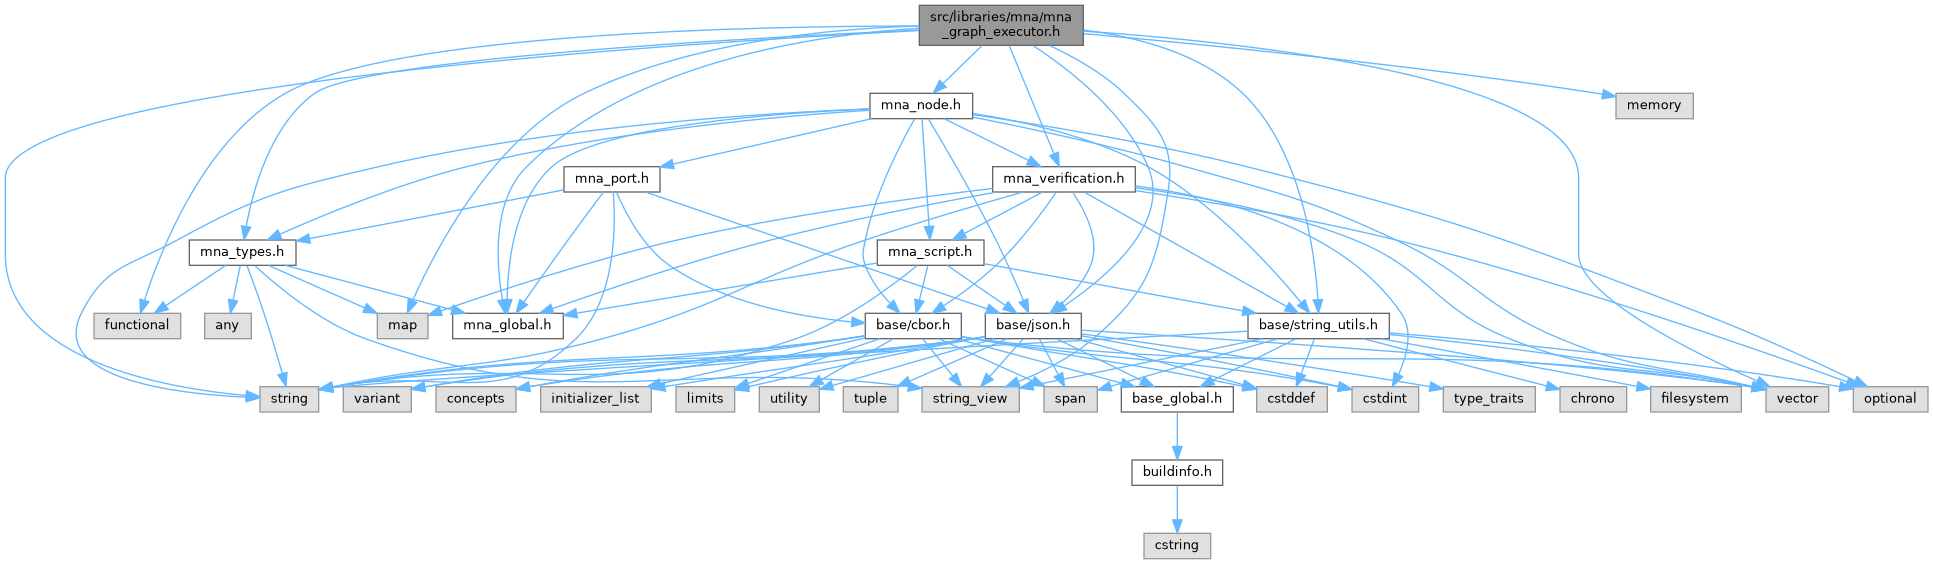 src/libraries/mna/mna
_graph_executor.h
mna_node.h
memory
mna_port.h
mna_verification.h
mna_types.h
mna_script.h
functional
any
map
mna_global.h
base/cbor.h
base/json.h
base/string_utils.h
string
variant
concepts
initializer_list
limits
utility
tuple
string_view
span
base_global.h
cstddef
cstdint
type_traits
chrono
filesystem
vector
optional
buildinfo.h
cstring